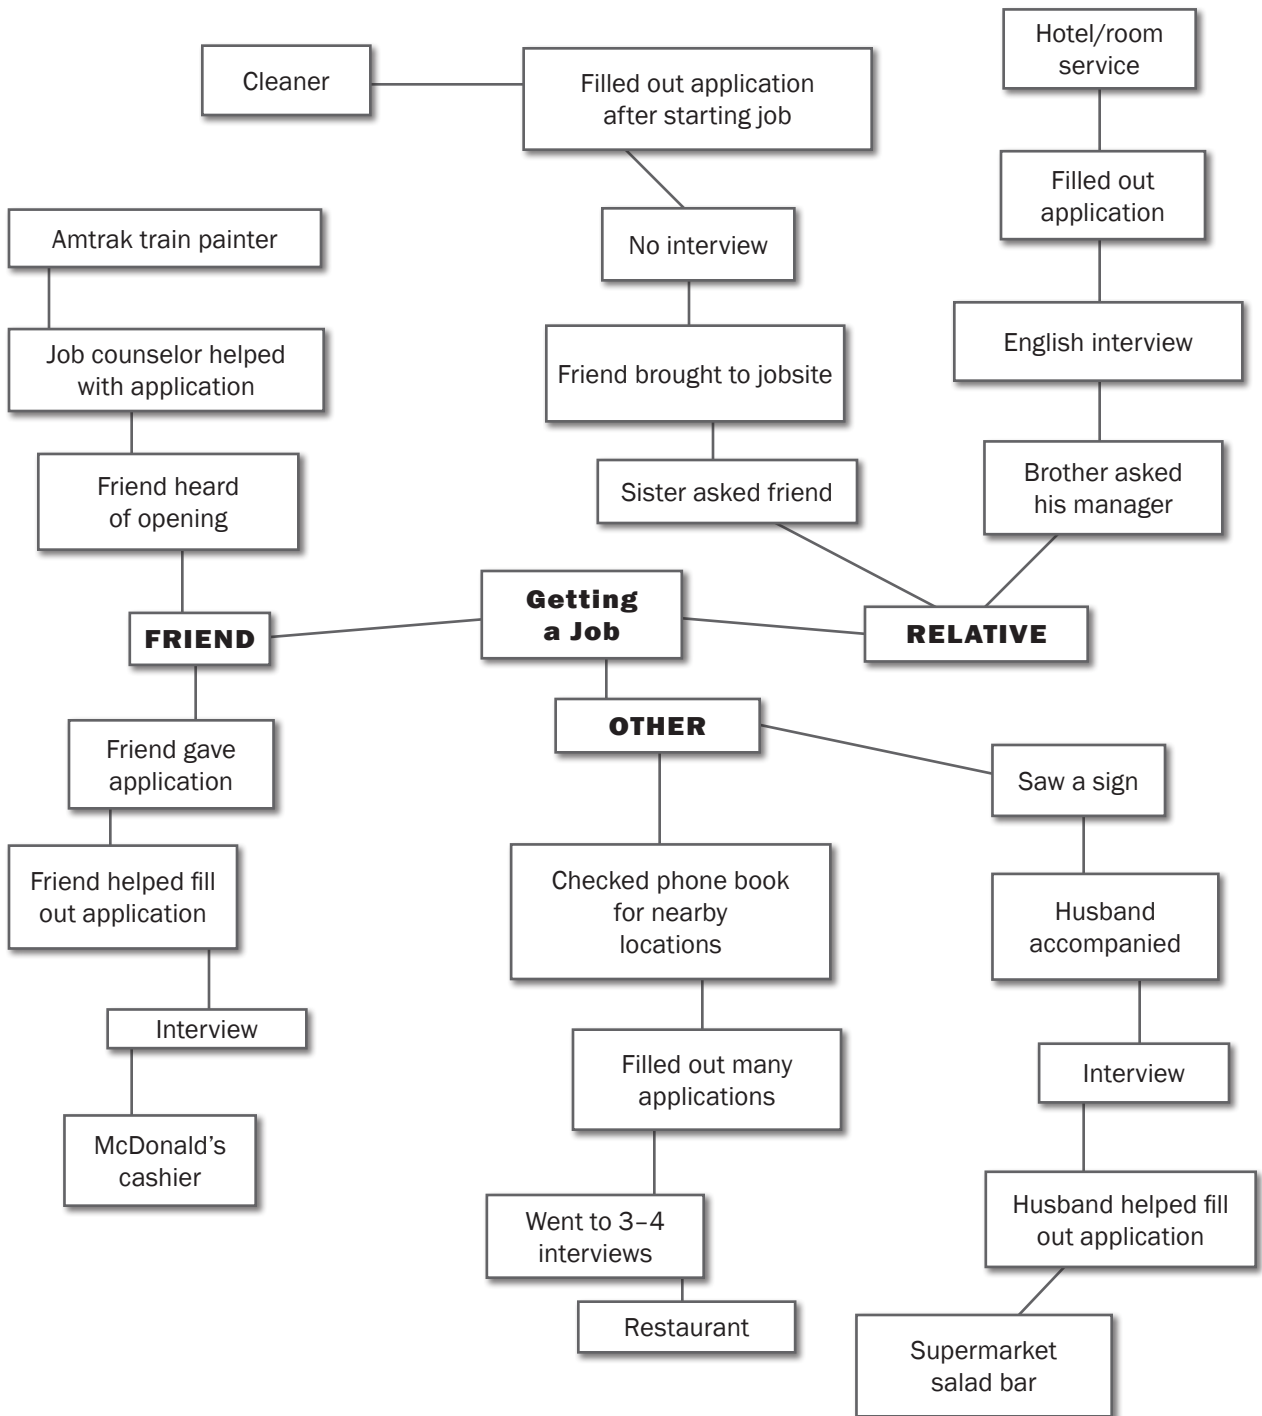 Hotel/room
service
Cleaner
Filled out application
after starting job
Filled out
application
Amtrak train painter
No interview
English interview
Job counselor helped
with application
Friend brought to jobsite
Friend heard
of opening
Sister asked friend
Brother asked
his manager
Getting
a Job
FRIEND
RELATIVE
OTHER
Friend gave
application
Saw a sign
Friend helped fill
out application
Checked phone book
for nearby
locations
Husband
accompanied
Interview
Filled out many
applications
Interview
McDonald’s
cashier
Went to 3–4
interviews
Husband helped fill
out application
Restaurant
Supermarket
salad bar